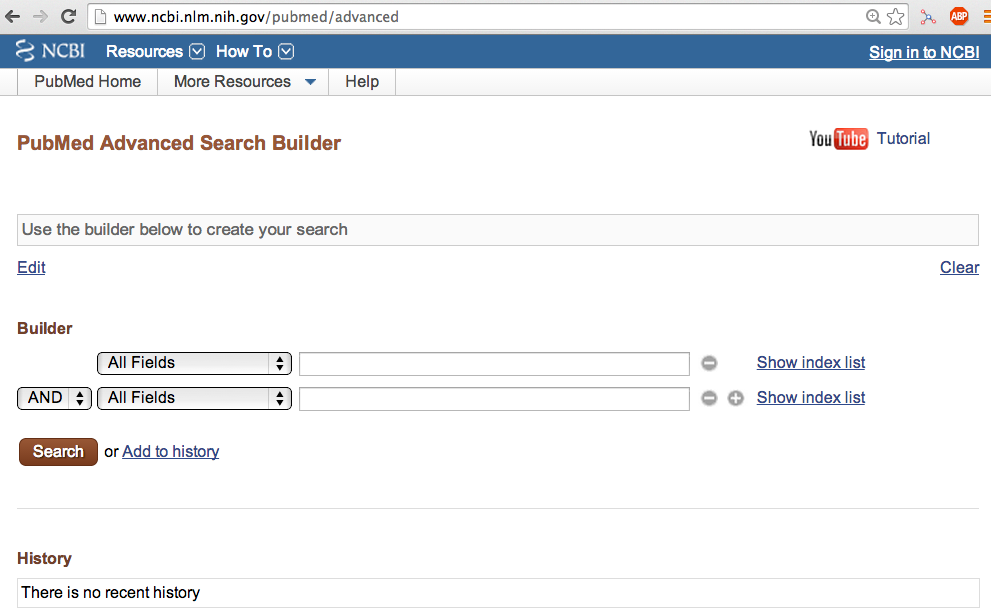 www.ncbi.nlm.nih.gov/pubmed/advanced
ABP
NCBI Resources How To Sign in to NCBI
PubMed Home More Resources Help
PubMed Advanced Search Builder
YouTube Tutorial
Use the builder below to create your search
Edit Clear
Builder
All Fields Show index list
AND All Fields Show index list
Search or Add to history
History
There is no recent history